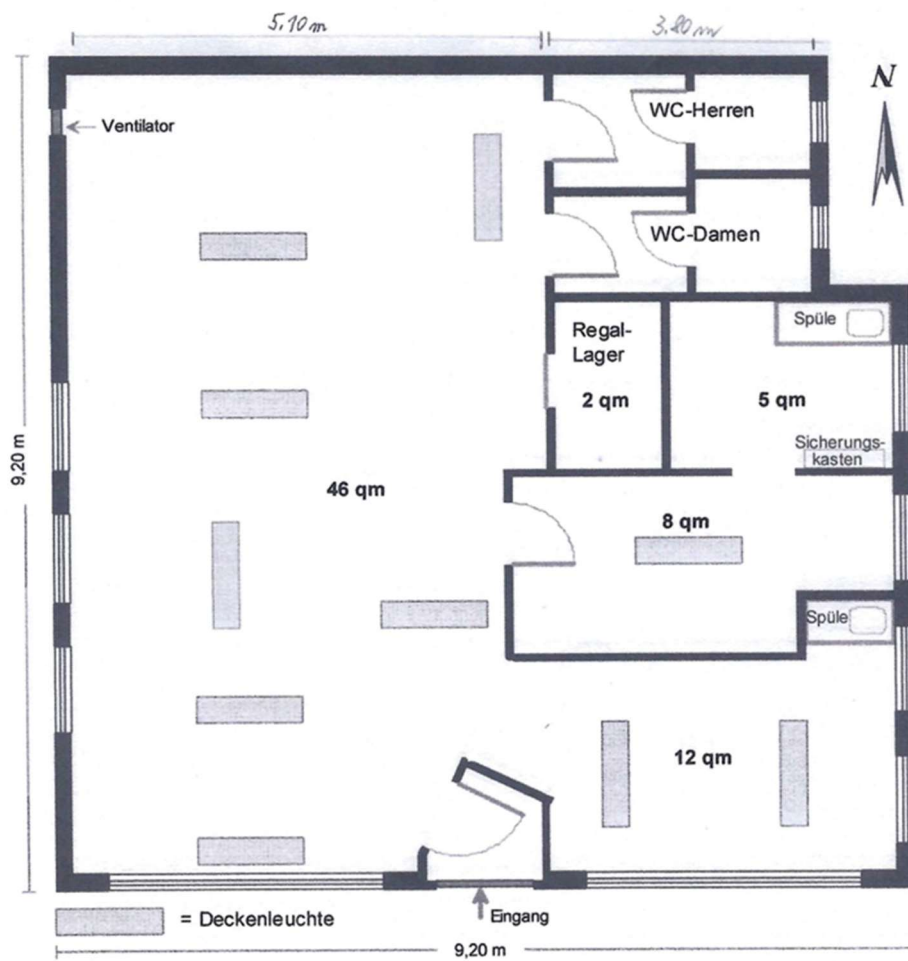 5.10 m
3.80 m
N
WC-Herren
Ventilator
WC-Damen
Spüle
Regal-
Lager
2 qm
5 qm
Sicherungs-
kasten
9,20 m
46 qm
8 qm
Spüle
12 qm
= Deckenleuchte
Eingang
9,20 m